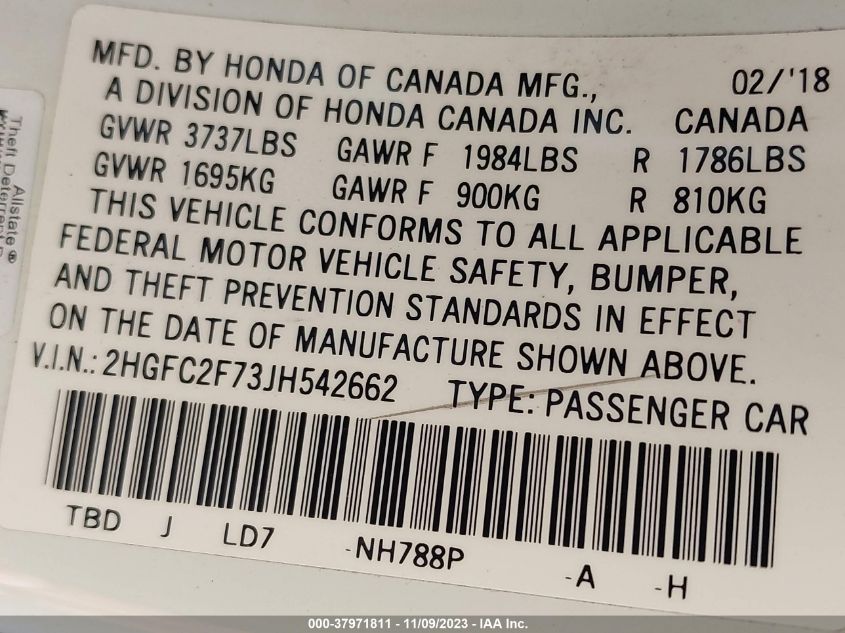 MFD. BY HONDA OF CANADA MFG., 02/'18
A DIVISION OF HONDA CANADA INC. CANADA
GVWR 3737LBS GAWR F 1984LBS R 1786LBS
GVWR 1695KG GAWR F 900KG R 810KG
THIS VEHICLE CONFORMS TO ALL APPLICABLE
FEDERAL MOTOR VEHICLE SAFETY, BUMPER,
AND THEFT PREVENTION STANDARDS IN EFFECT
ON THE DATE OF MANUFACTURE SHOWN ABOVE.
V.I.N.: 2HGFC2F73JH542662 TYPE: PASSENGER CAR
TBD J LD7 -NH788P -A -H
Allstate®
Theft Deterrent
000-37971811 - 11/09/2023 - IAA Inc.